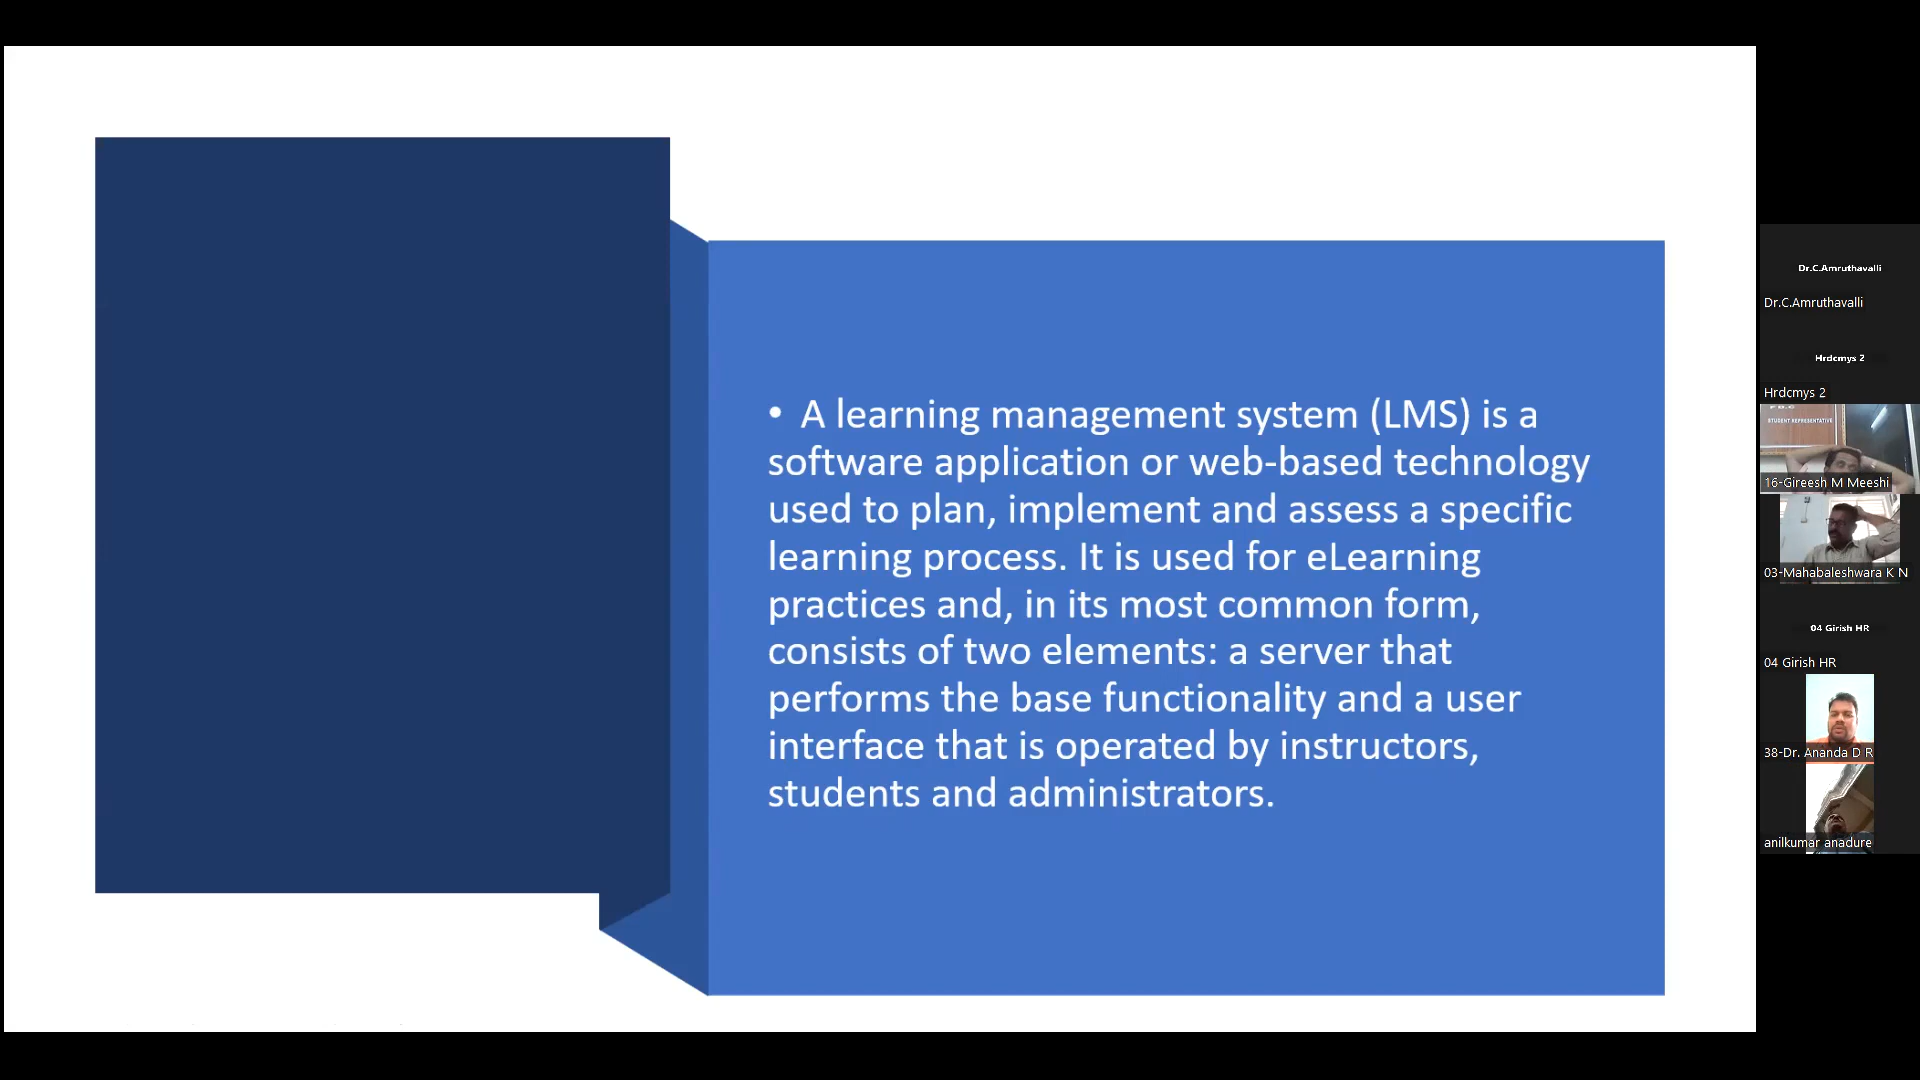 • A learning management system (LMS) is a
software application or web-based technology
used to plan, implement and assess a specific
learning process. It is used for eLearning
practices and, in its most common form,
consists of two elements: a server that
performs the base functionality and a user
interface that is operated by instructors,
students and administrators.
Dr.C.Amruthavalli
Dr.C.Amruthavalli
Hrdcmys 2
Hrdcmys 2
STUDENT REPRESENTATIVE
16-Gireesh M Meeshi
03-Mahabaleshwara K N
04 Girish HR
04 Girish HR
38-Dr. Ananda D R
anilkumar anadure